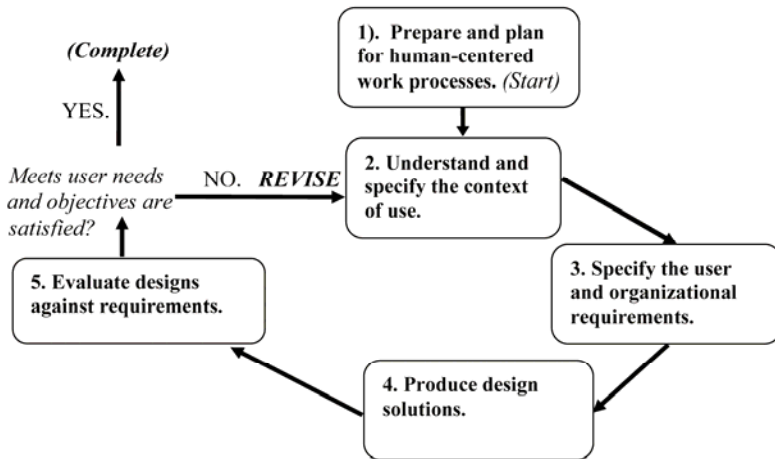 1). Prepare and plan
for human-centered
work processes. (Start)
(Complete)
YES.
Meets user needs
and objectives are
satisfied?
NO. REVISE
2. Understand and
specify the context
of use.
3. Specify the user
and organizational
requirements.
4. Produce design
solutions.
5. Evaluate designs
against requirements.